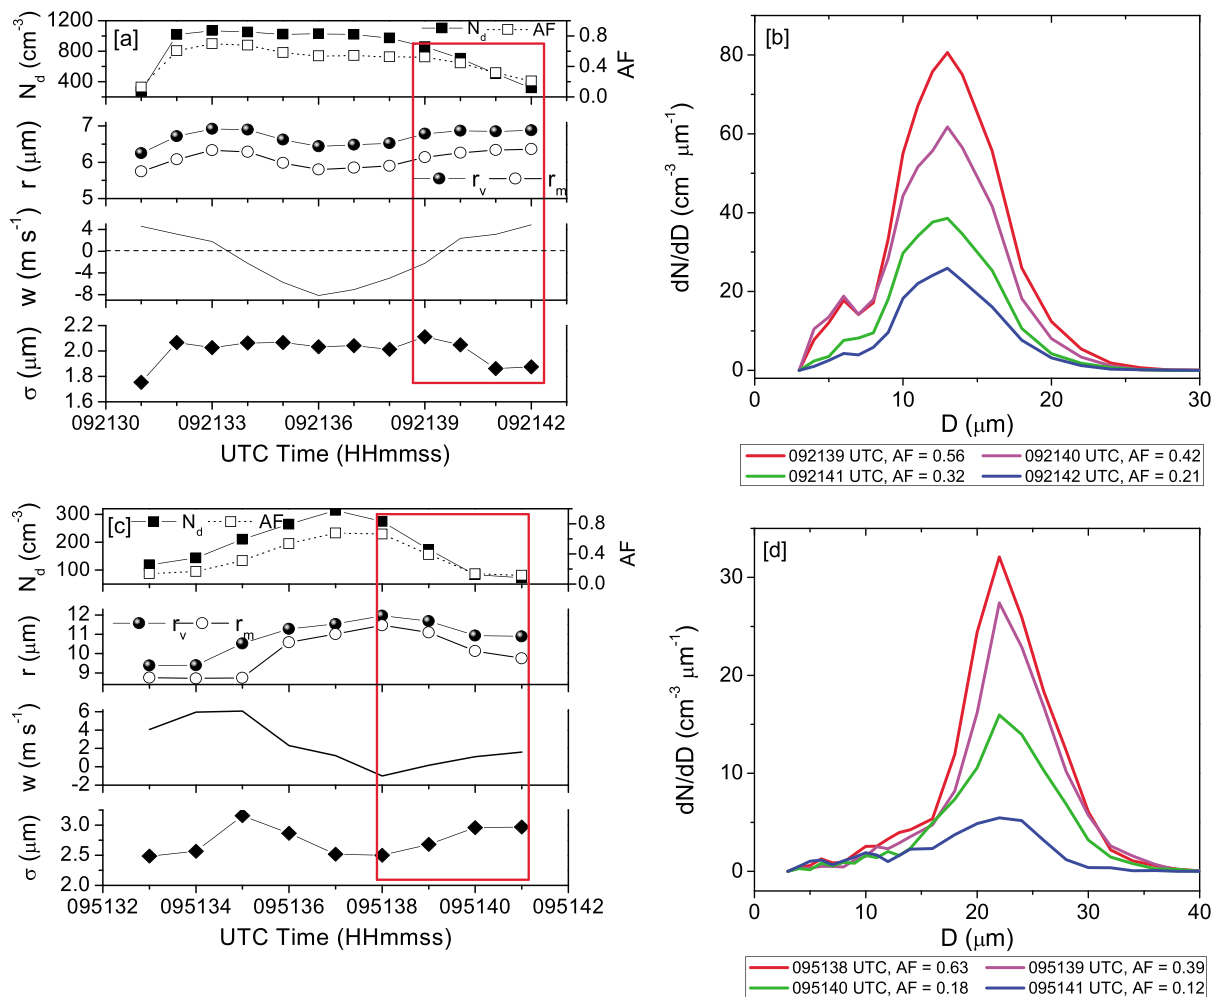 [a]
N_d
AF
1200
800
400
N_d (cm^-3)
0.8
0.4
0.0
AF
7
6
5
r (μm)
r_v
r_m
4
0
-4
-8
w (m s^-1)
2.2
2.0
1.8
1.6
σ (μm)
092130 092133 092136 092139 092142
UTC Time (HHmmss)
[b]
80
60
40
20
0
dN/dD (cm^-3 μm^-1)
0 10 20 30
D (μm)
092139 UTC, AF = 0.56 092140 UTC, AF = 0.42
092141 UTC, AF = 0.32 092142 UTC, AF = 0.21
[c]
N_d
AF
300
200
100
N_d (cm^-3)
0.8
0.4
0.0
AF
12
11
10
9
r (μm)
r_v
r_m
6
4
2
0
-2
w (m s^-1)
3.0
2.5
2.0
σ (μm)
095132 095134 095136 095138 095140 095142
UTC Time (HHmmss)
[d]
30
20
10
0
dN/dD (cm^-3 μm^-1)
0 10 20 30 40
D (μm)
095138 UTC, AF = 0.63 095139 UTC, AF = 0.39
095140 UTC, AF = 0.18 095141 UTC, AF = 0.12